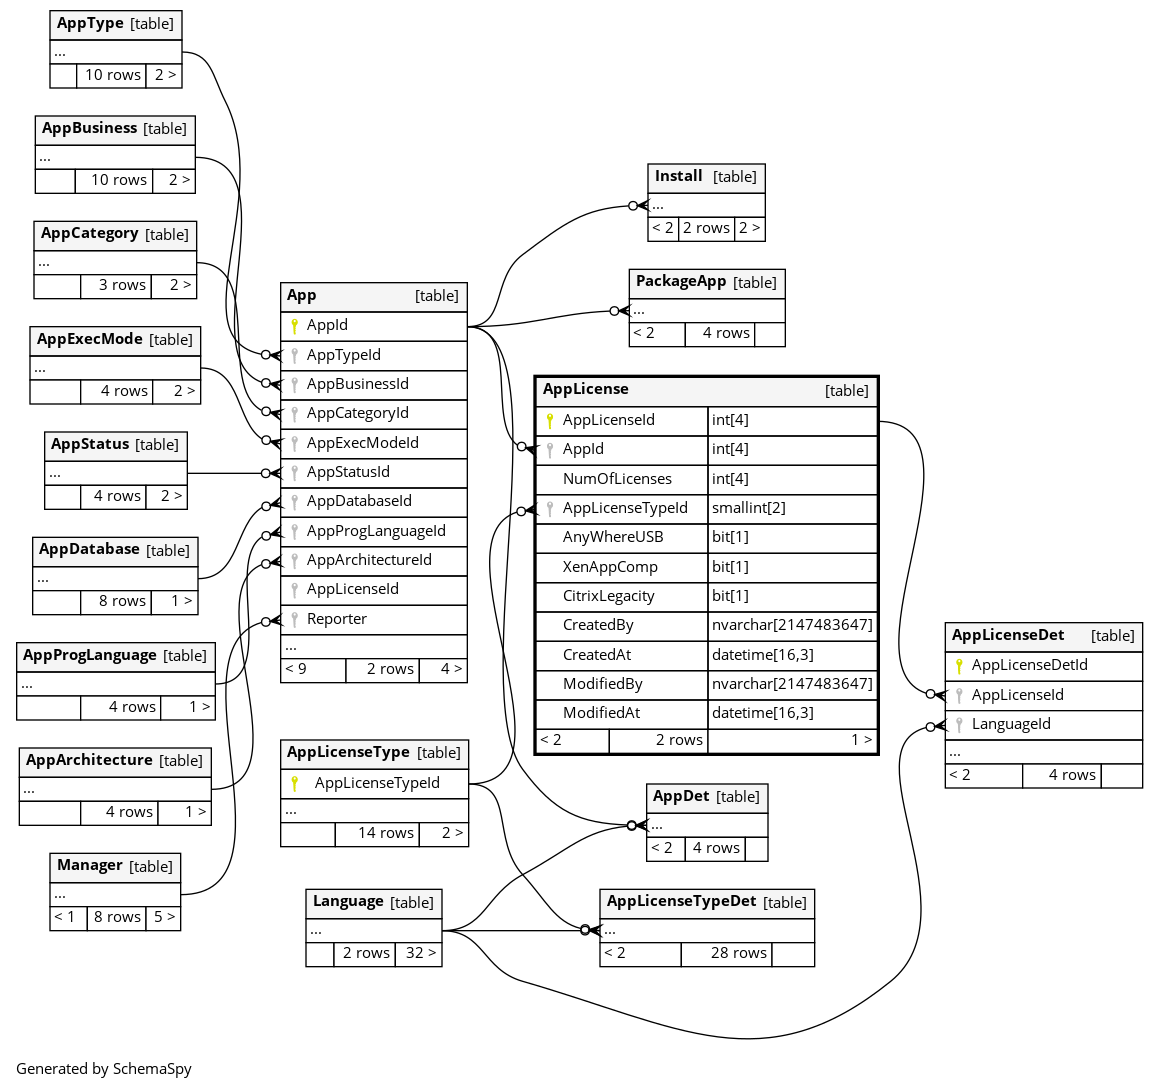 AppType [table]
...
10 rows 2 >
AppBusiness [table]
...
10 rows 2 >
AppCategory [table]
...
3 rows 2 >
AppExecMode [table]
...
4 rows 2 >
AppStatus [table]
...
4 rows 2 >
AppDatabase [table]
...
8 rows 1 >
AppProgLanguage [table]
...
4 rows 1 >
AppArchitecture [table]
...
4 rows 1 >
Manager [table]
...
< 1 8 rows 5 >
App [table]
AppId
AppTypeId
AppBusinessId
AppCategoryId
AppExecModeId
AppStatusId
AppDatabaseId
AppProgLanguageId
AppArchitectureId
AppLicenseId
Reporter
...
< 9 2 rows 4 >
AppLicenseType [table]
AppLicenseTypeId
...
14 rows 2 >
Language [table]
...
2 rows 32 >
Install [table]
...
< 2 2 rows 2 >
PackageApp [table]
...
< 2 4 rows
AppLicense [table]
AppLicenseId int[4]
AppId int[4]
NumOfLicenses int[4]
AppLicenseTypeId smallint[2]
AnyWhereUSB bit[1]
XenAppComp bit[1]
CitrixLegacity bit[1]
CreatedBy nvarchar[2147483647]
CreatedAt datetime[16,3]
ModifiedBy nvarchar[2147483647]
ModifiedAt datetime[16,3]
< 2 2 rows 1 >
AppDet [table]
...
< 2 4 rows
AppLicenseTypeDet [table]
...
< 2 28 rows
AppLicenseDet [table]
AppLicenseDetId
AppLicenseId
LanguageId
...
< 2 4 rows
Generated by SchemaSpy